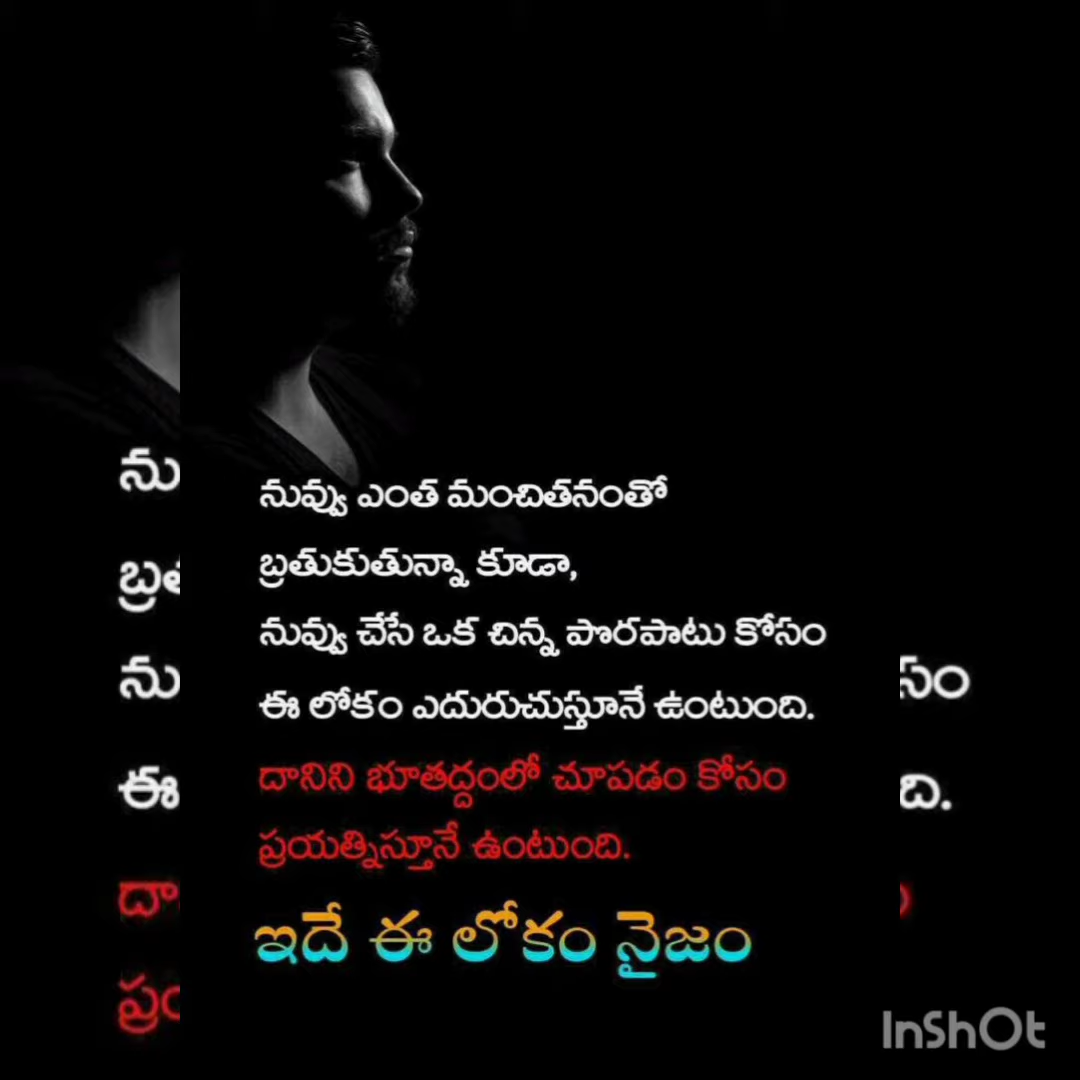 నువ్వు ఎంత మంచితనంతో
బ్రతుకుతున్నా కూడా,
నువ్వు చేసే ఒక చిన్న పొరపాటు కోసం
ఈ లోకం ఎదురుచుస్తూనే ఉంటుంది.
దానిని భూతద్దంలో చూపడం కోసం
ప్రయత్నిస్తూనే ఉంటుంది.
ఇదే ఈ లోకం నైజం
InShOt